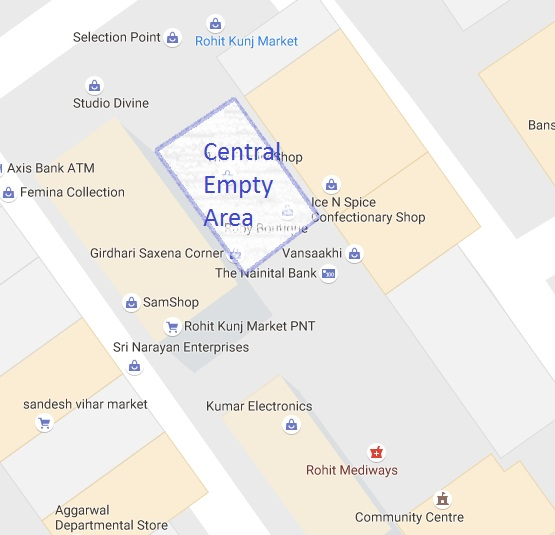 Selection Point
Rohit Kunj Market
Studio Divine
Central
Shop
Empty
Area
Axis Bank ATM
Femina Collection
Ice N Spice
Confectionary Shop
Girdhari Saxena Corner
Vansaakhi
The Nainital Bank
SamShop
Rohit Kunj Market PNT
Sri Narayan Enterprises
sandesh vihar market
Kumar Electronics
Rohit Mediways
Aggarwal
Departmental Store
Community Centre
Bans